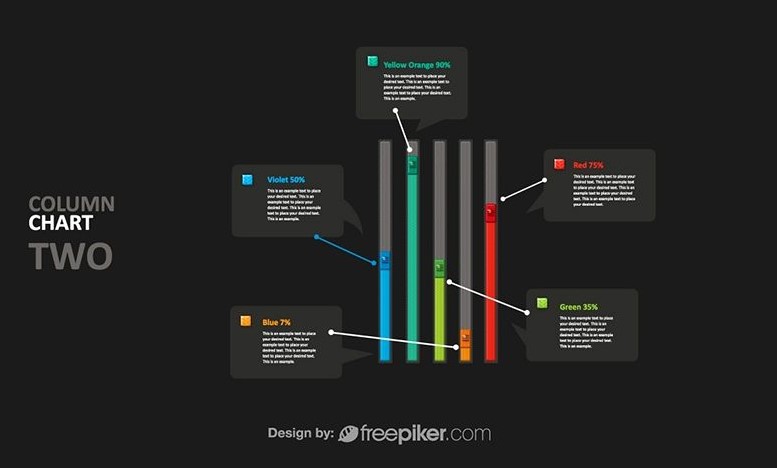 COLUMN
CHART
TWO
Yellow Orange 90%
This is an example text to place your
desired text. This is an example text to
place your desired text. This is an
example text to place your desired text.
This is an example.
Violet 50%
This is an example text to place
your desired text. This is an
example text to place your
desired text. This is an example
text to place your desired text.
This is an example.
Red 75%
This is an example text to place
your desired text. This is an
example text to place your
desired text. This is an example
text to place your desired text.
Green 35%
This is an example text to place
your desired text. This is an
example text to place your
desired text. This is an example
text to place your desired text.
This is an example.
Blue 7%
This is an example text to place
your desired text. This is an
example text to place your
desired text. This is an example
text to place your desired text.
This is an example.
Design by: freepiker.com